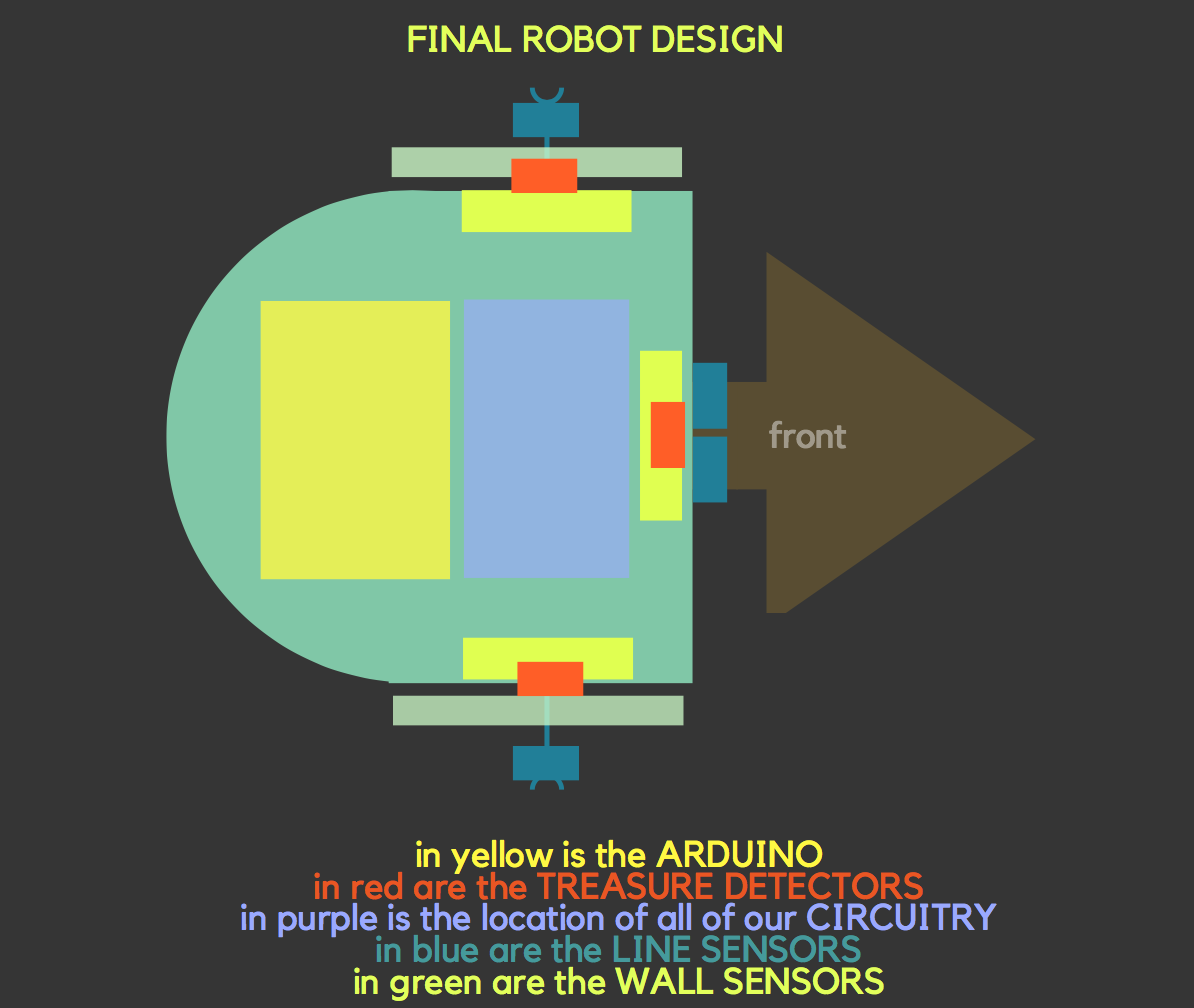 FINAL ROBOT DESIGN
front
in yellow is the ARDUINO
in red are the TREASURE DETECTORS
in purple is the location of all of our CIRCUITRY
in blue are the LINE SENSORS
in green are the WALL SENSORS